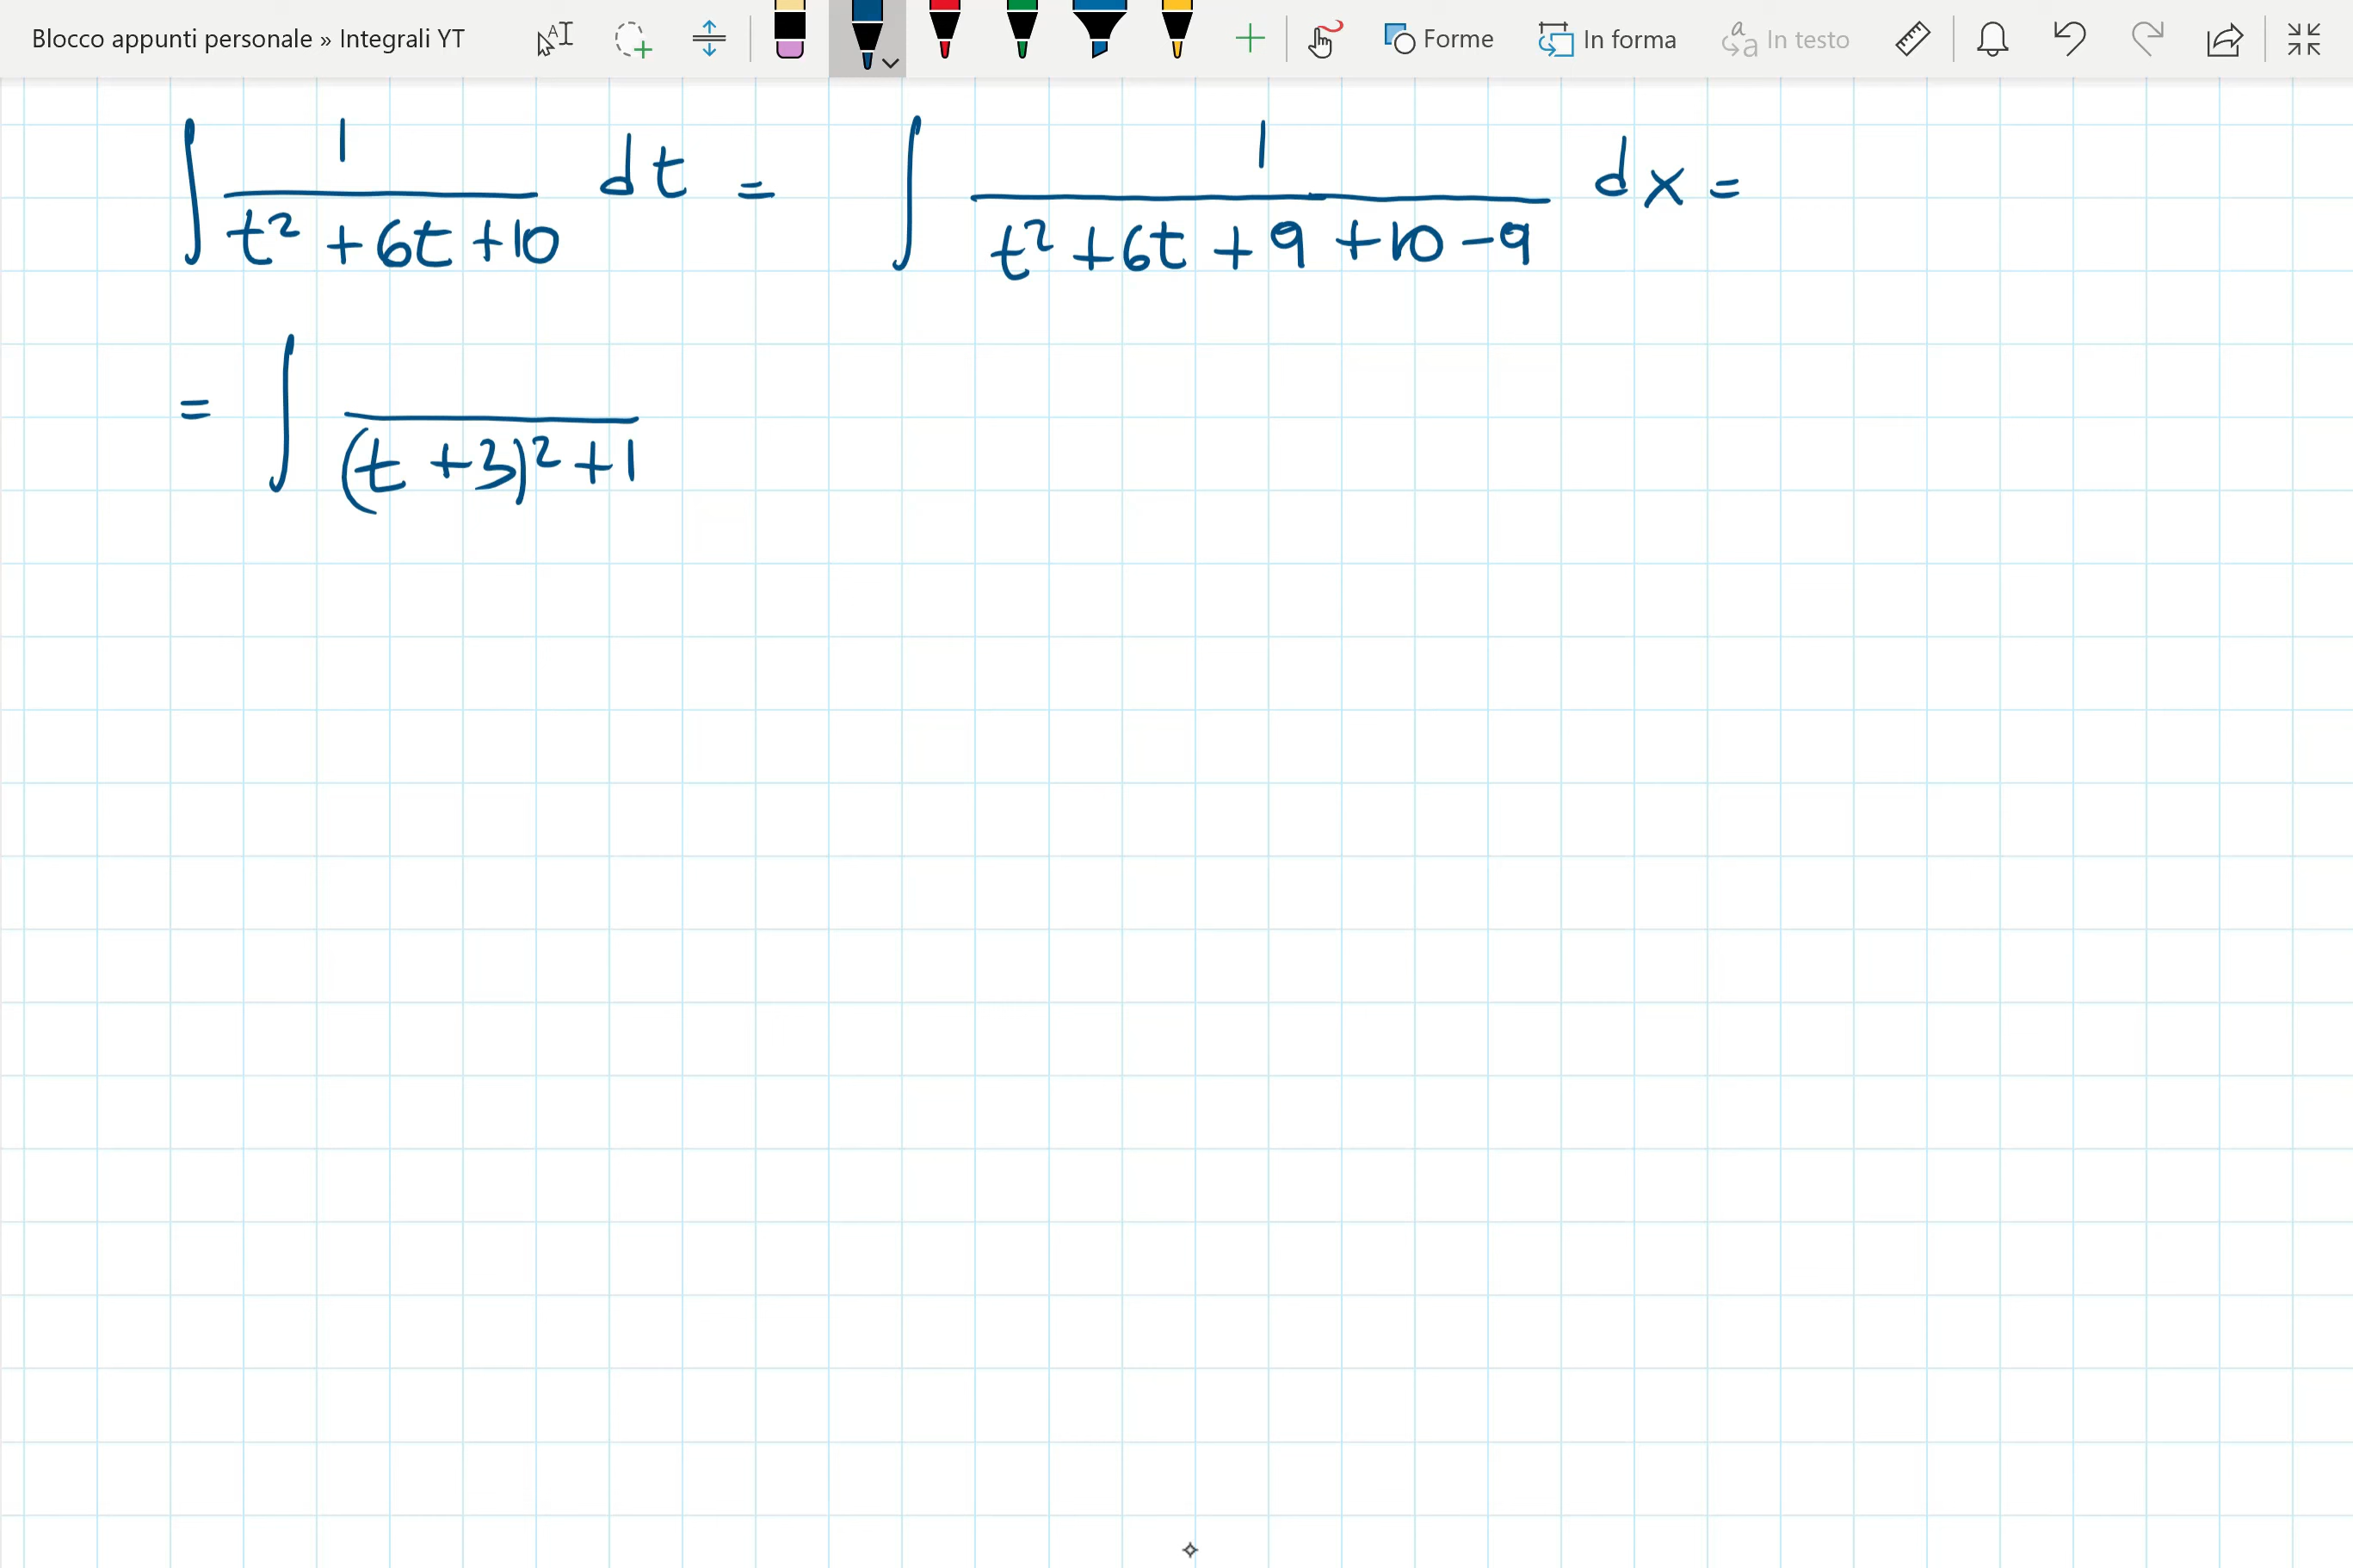 Blocco appunti personale » Integrali YT Forme In forma In testo
∫ 1/(t² + 6t + 10) dt = ∫ 1/(t² + 6t + 9 + 10 − 9) dx =
= ∫ /((t + 3)² + 1)